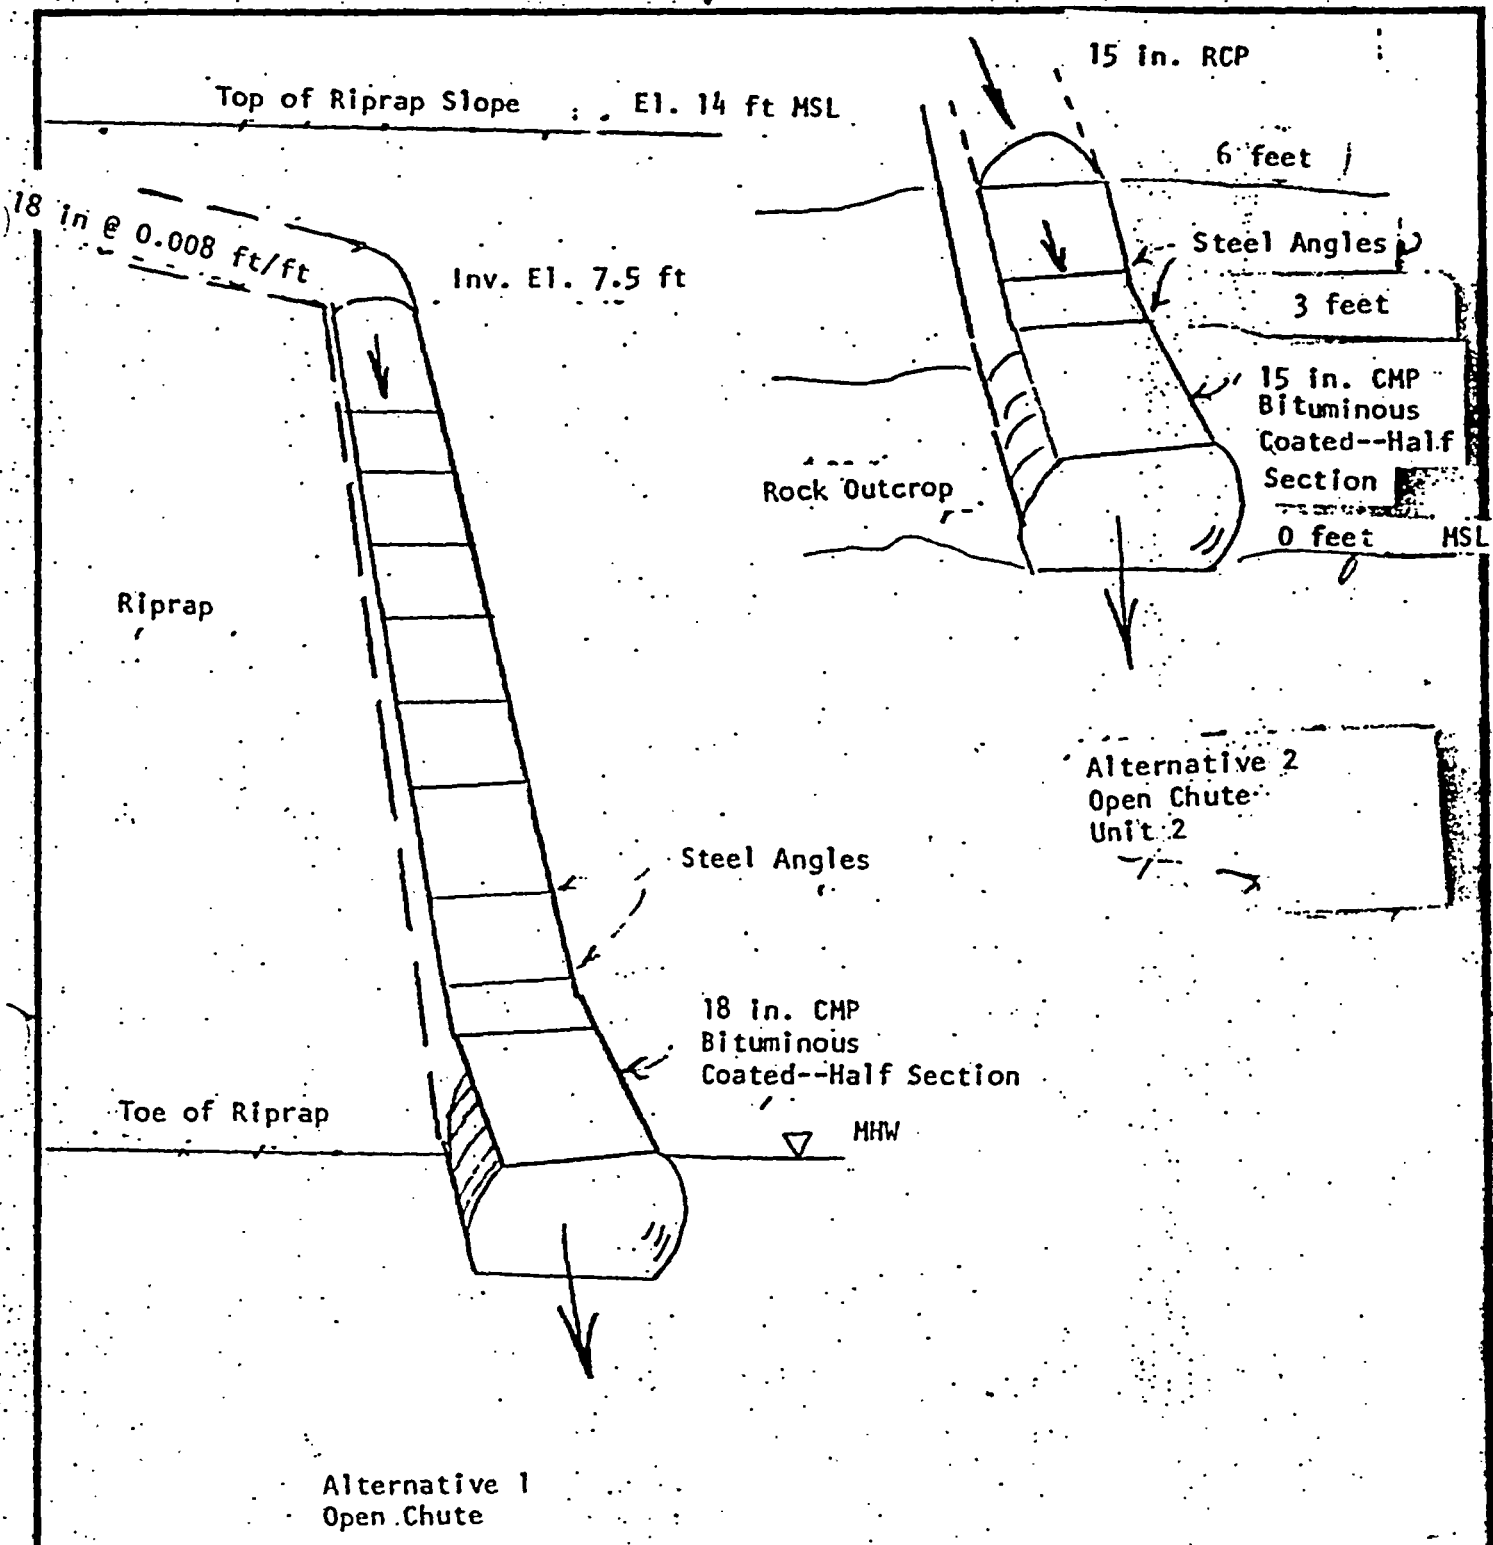 15 in. RCP
Top of Riprap Slope El. 14 ft MSL
6 feet
18 in @ 0.008 ft/ft
Steel Angles
Inv. El. 7.5 ft
3 feet
15 in. CMP
Bituminous
Coated--Half
Section
Rock Outcrop
0 feet MSL
Riprap
Alternative 2
Open Chute
Unit 2
Steel Angles
18 in. CMP
Bituminous
Coated--Half Section
Toe of Riprap
MHW
Alternative 1
Open Chute